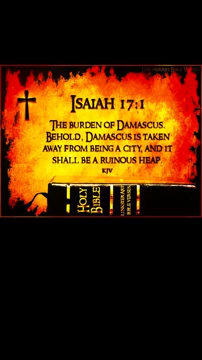 Isaiah 17:1
The burden of Damascus.
Behold, Damascus is taken
away from being a city, and it
shall be a ruinous heap
KJV
HOLY
BIBLE